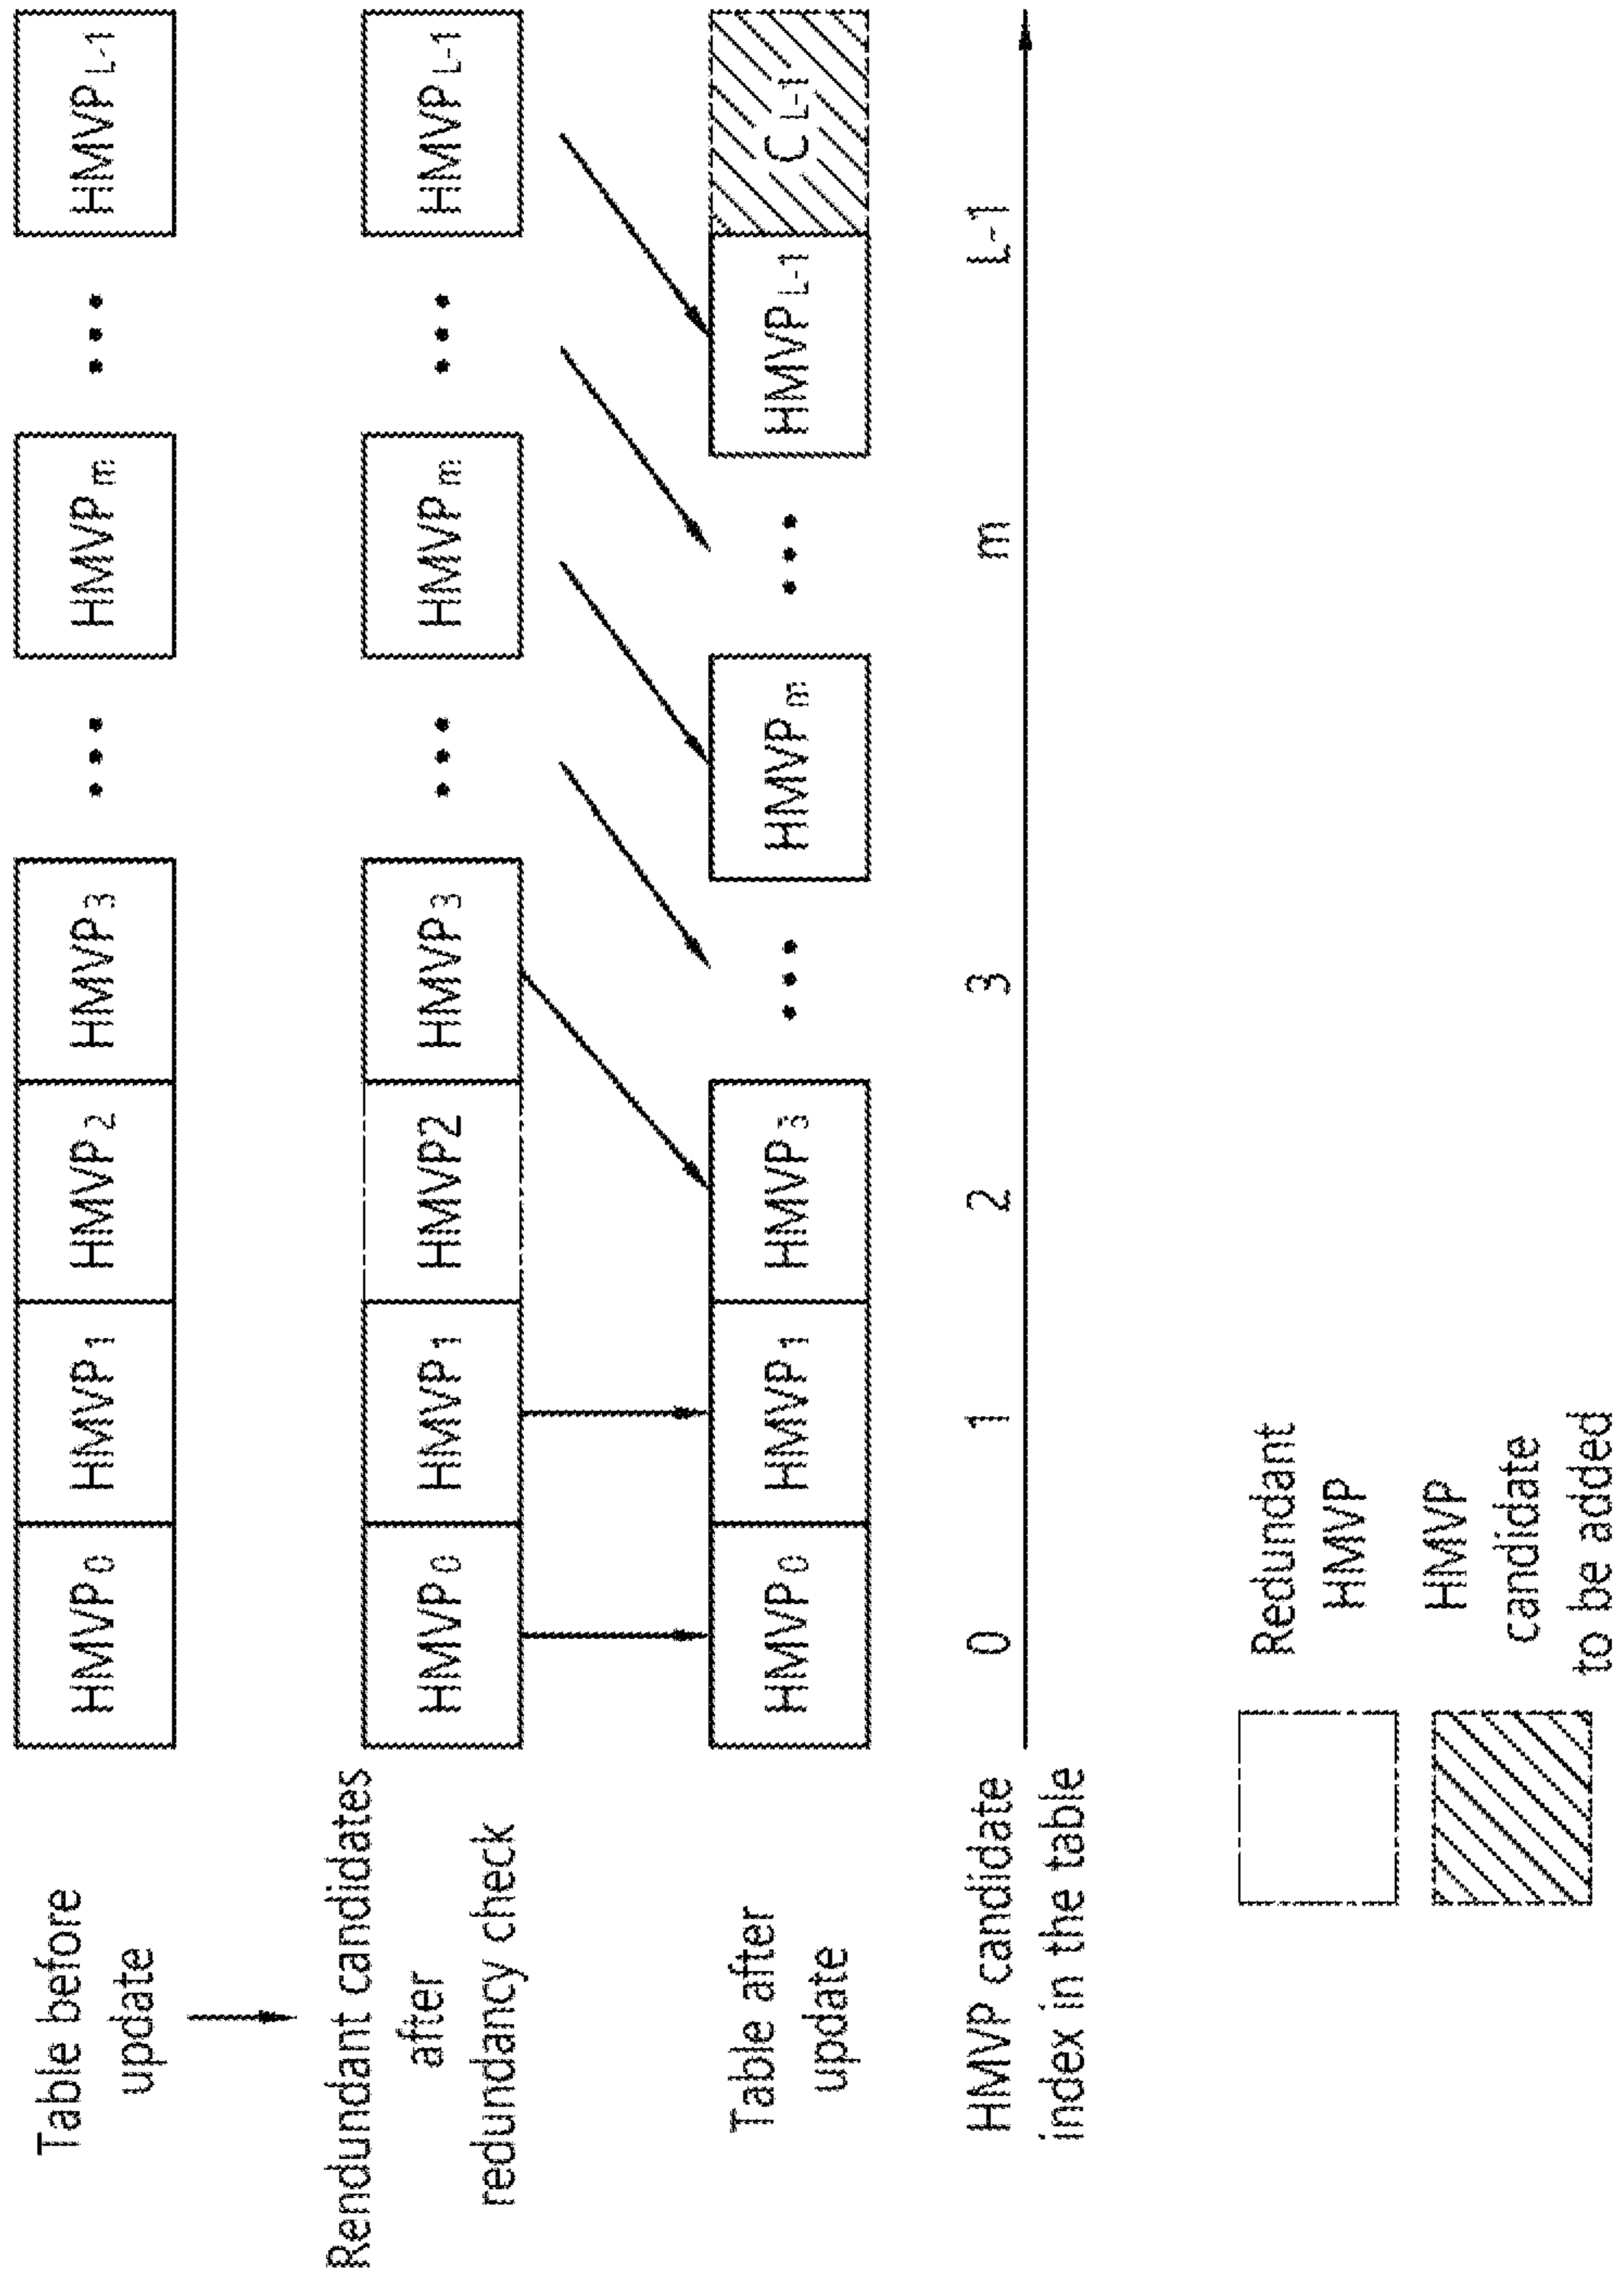 Table before
update
HMVP0 HMVP1 HMVP2 HMVP3 ••• HMVPm ••• HMVPL-1
Rendundant candidates
after
redundancy check
HMVP0 HMVP1 HMVP2 HMVP3 ••• HMVPm ••• HMVPL-1
Table after
update
HMVP0 HMVP1 HMVP3 ••• HMVPm ••• HMVPL-1 CL-1
HMVP candidate
index in the table
0 1 2 3 m L-1
Redundant
HMVP
HMVP
candidate
to be added